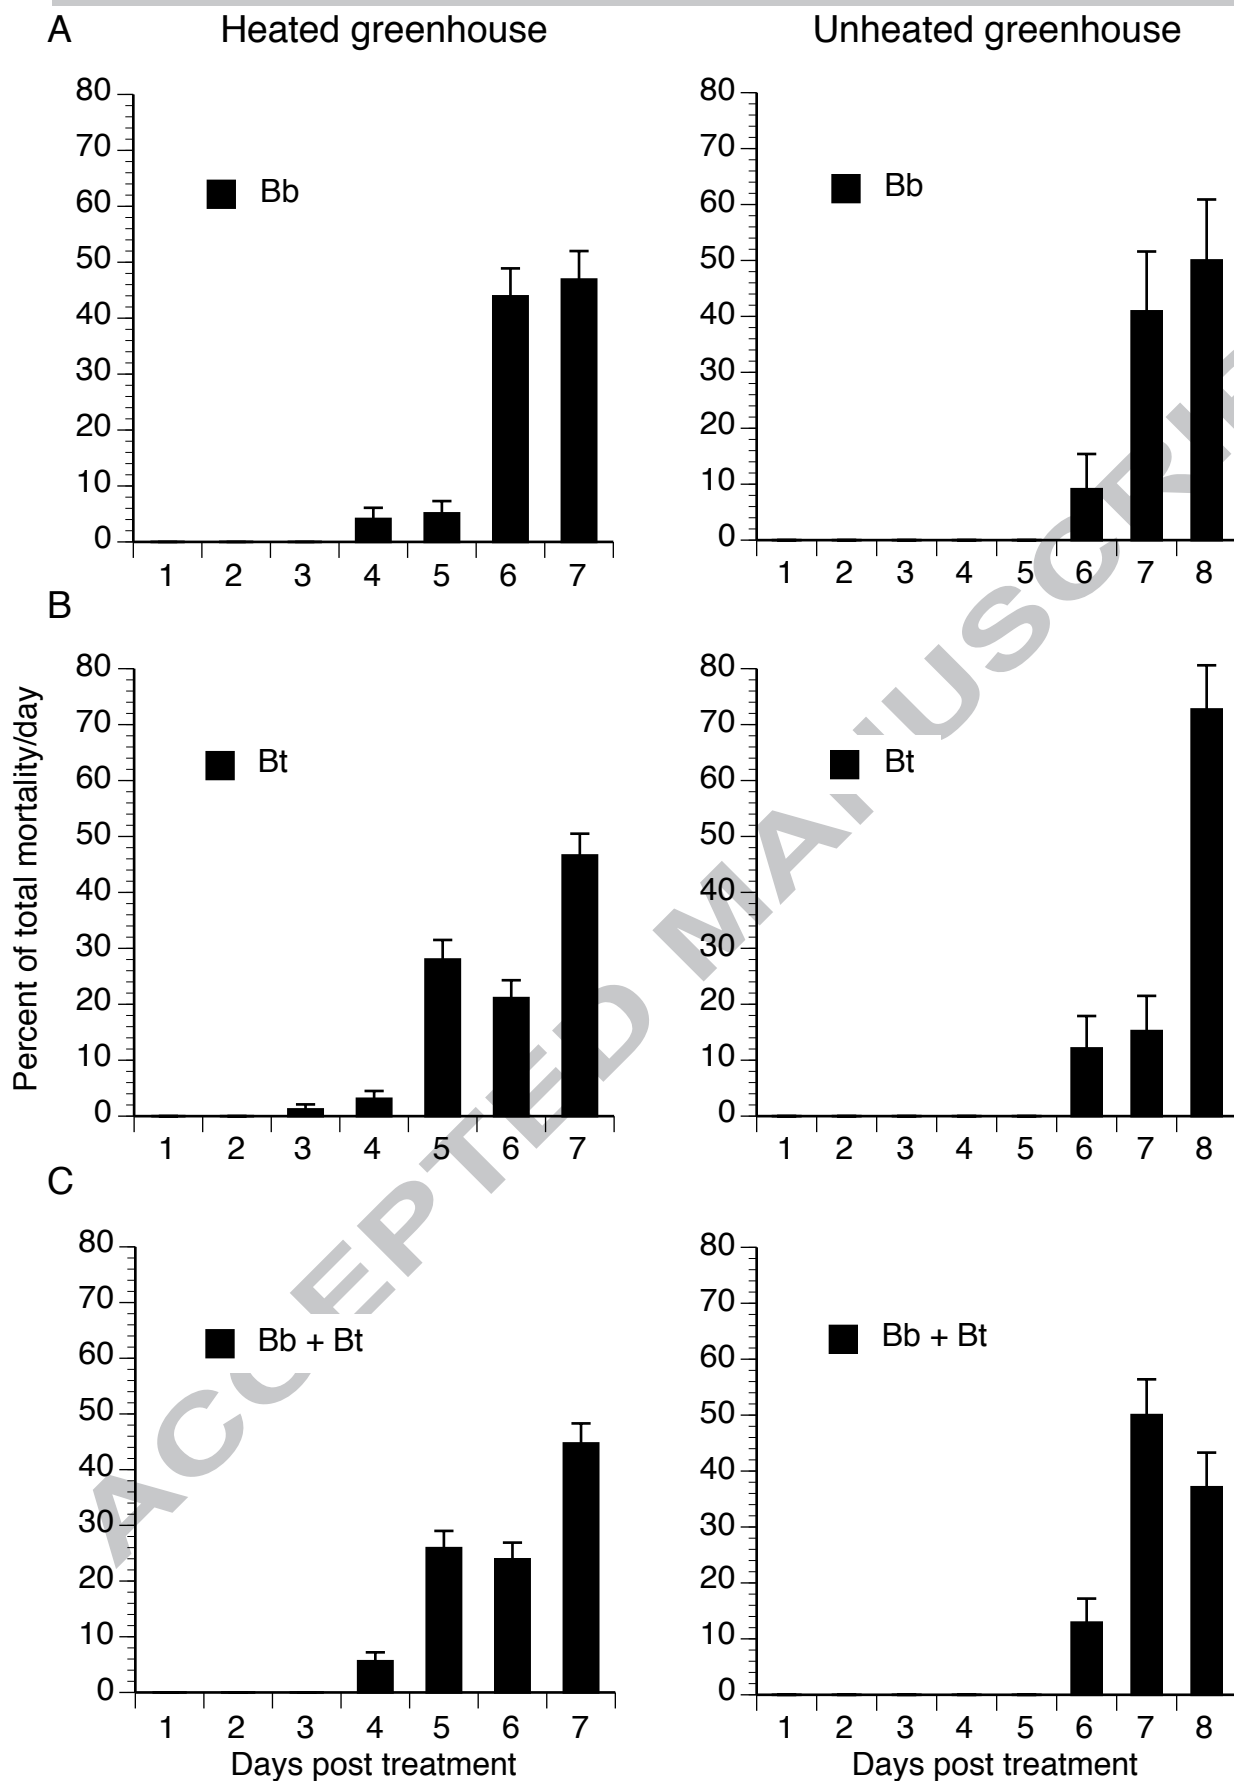 A Heated greenhouse Unheated greenhouse
80 80
70 70
Bb Bb
60 60
50 50
40 40
30 30
20 20
10 10
0 0
1 2 3 4 5 6 7 1 2 3 4 5 6 7 8
B
Percent of total mortality/day
80 80
70 70
Bt Bt
60 60
50 50
40 40
30 30
20 20
10 10
0 0
1 2 3 4 5 6 7 1 2 3 4 5 6 7 8
C
80 80
70 70
Bb + Bt Bb + Bt
60 60
50 50
40 40
30 30
20 20
10 10
0 0
1 2 3 4 5 6 7 1 2 3 4 5 6 7 8
Days post treatment Days post treatment
ACCEPTED MANUSCRIP